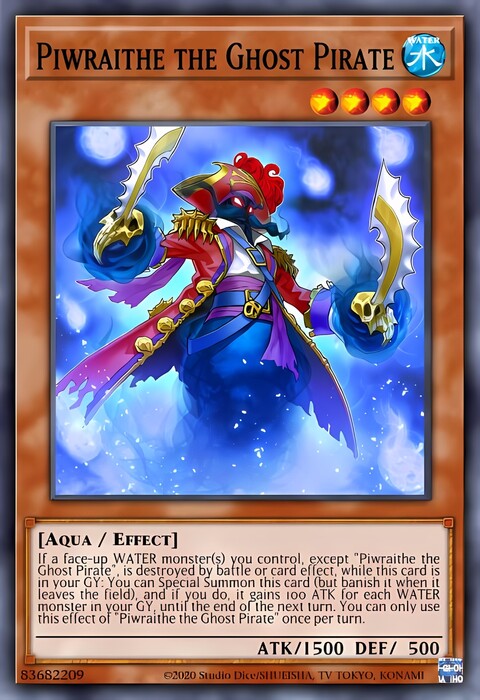 PIWRAITHE THE GHOST PIRATE
WATER
水
[AQUA / EFFECT]
If a face-up WATER monster(s) you control, except "Piwraithe the
Ghost Pirate", is destroyed by battle or card effect, while this card is
in your GY: You can Special Summon this card (but banish it when it
leaves the field), and if you do, it gains 100 ATK for each WATER
monster in your GY, until the end of the next turn. You can only use
this effect of "Piwraithe the Ghost Pirate" once per turn.
ATK/1500 DEF/ 500
83682209
©2020 Studio Dice/SHUEISHA, TV TOKYO, KONAMI